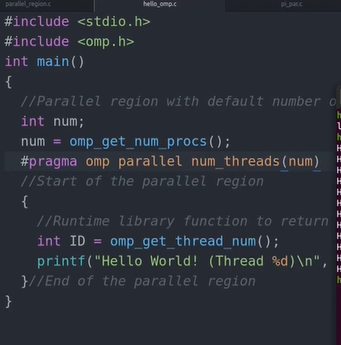 parallel_region.c hello_omp.c pi_par.c
#include <stdio.h>
#include <omp.h>
int main()
{
//Parallel region with default number
int num;
num = omp_get_num_procs();
#pragma omp parallel num_threads(num)
//Start of the parallel region
{
//Runtime library function to return
int ID = omp_get_thread_num();
printf("Hello World! (Thread %d)\n",
}//End of the parallel region
}